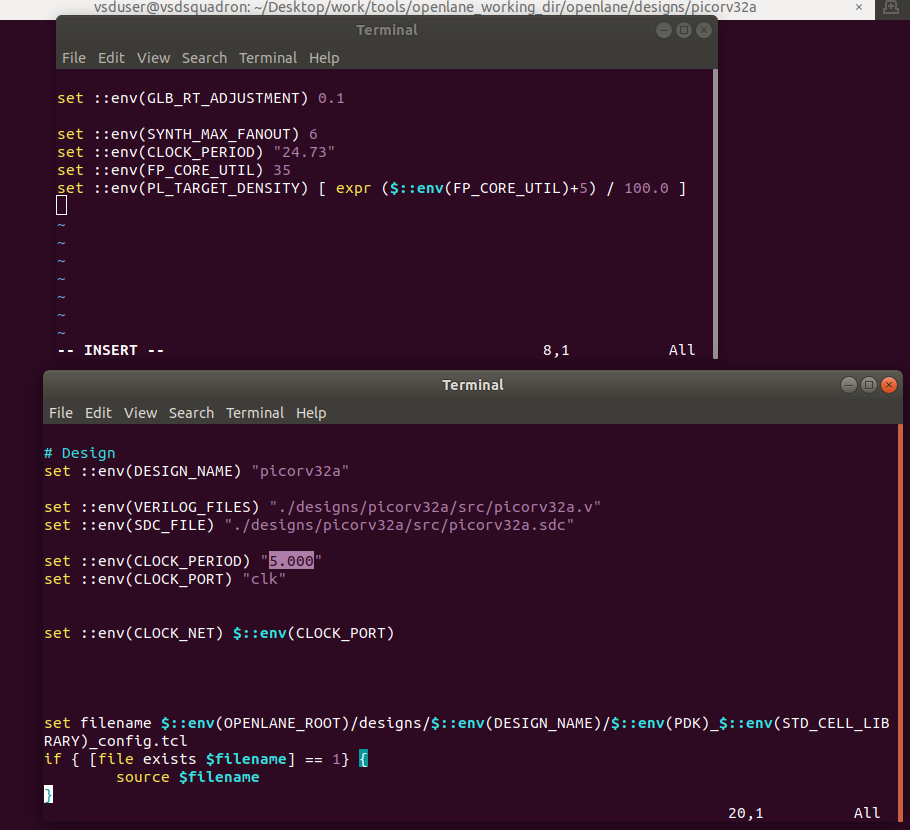 vsduser@vsdsquadron: ~/Desktop/work/tools/openlane_working_dir/openlane/designs/picorv32a
Terminal
File Edit View Search Terminal Help
set ::env(GLB_RT_ADJUSTMENT) 0.1
set ::env(SYNTH_MAX_FANOUT) 6
set ::env(CLOCK_PERIOD) "24.73"
set ::env(FP_CORE_UTIL) 35
set ::env(PL_TARGET_DENSITY) [ expr ($::env(FP_CORE_UTIL)+5) / 100.0 ]
~
~
~
~
~
~
~
-- INSERT -- 8,1 All
Terminal
File Edit View Search Terminal Help
# Design
set ::env(DESIGN_NAME) "picorv32a"
set ::env(VERILOG_FILES) "./designs/picorv32a/src/picorv32a.v"
set ::env(SDC_FILE) "./designs/picorv32a/src/picorv32a.sdc"
set ::env(CLOCK_PERIOD) "5.000"
set ::env(CLOCK_PORT) "clk"
set ::env(CLOCK_NET) $::env(CLOCK_PORT)
set filename $::env(OPENLANE_ROOT)/designs/$::env(DESIGN_NAME)/$::env(PDK)_$::env(STD_CELL_LIB
RARY)_config.tcl
if { [file exists $filename] == 1} {
source $filename
}
20,1 All